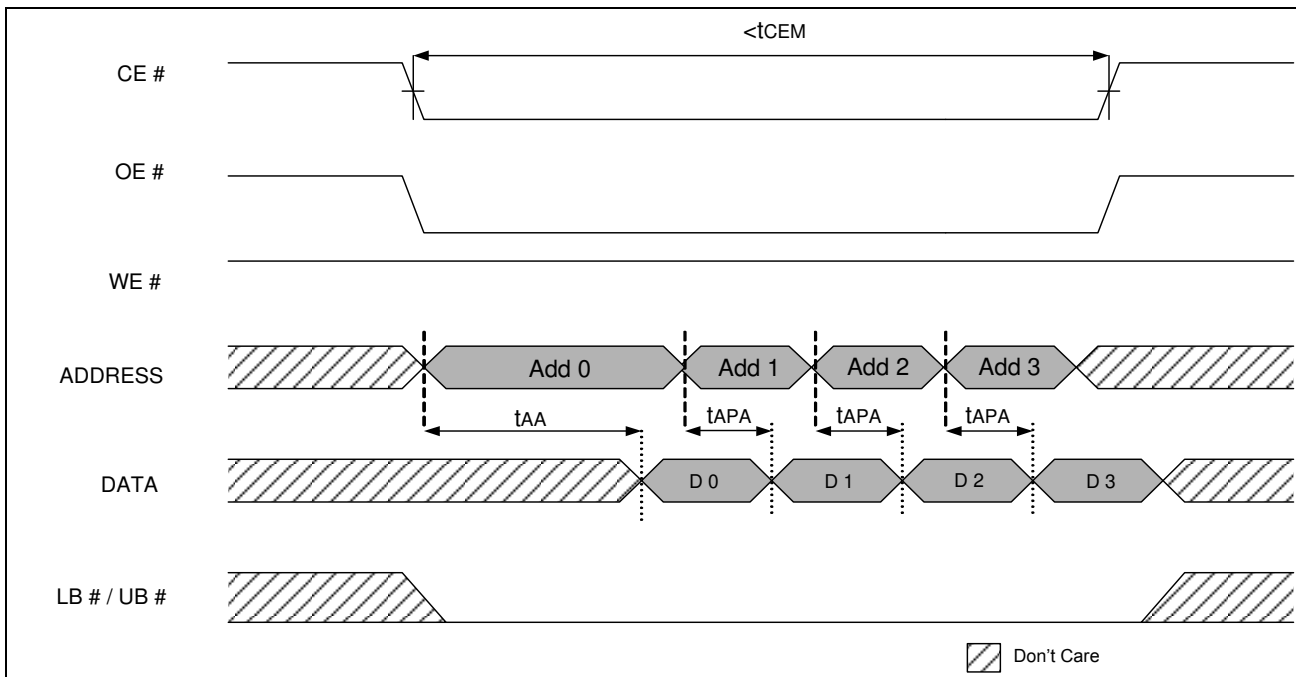 <tCEM
CE #
OE #
WE #
ADDRESS
Add 0
Add 1
Add 2
Add 3
tAA
tAPA
tAPA
tAPA
DATA
D 0
D 1
D 2
D 3
LB # / UB #
Don't Care